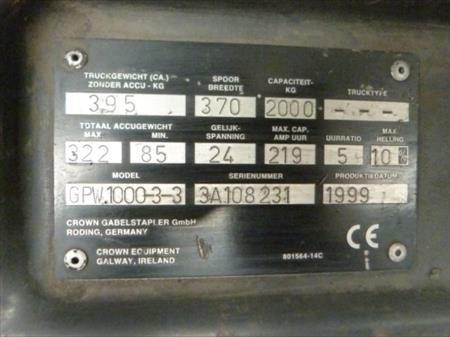 TRUCKGEWICHT (CA.) SPOOR CAPACITEIT-
ZONDER ACCU - KG BREEDTE KG TRUCKTYPE
395 370 2000 -.-.-
TOTAAL ACCUGEWICHT GELIJK- MAX. CAP. MAX.
MAX MIN. SPANNING AMP UUR UURRATIO HELLING
322 85 24 219 5 10 %
MODEL SERIENUMMER PRODUKTIEDATUM
GPW.1000-3-3 3A108231 1999
CROWN GABELSTAPLER GmbH
RODING, GERMANY
CROWN EQUIPMENT
GALWAY, IRELAND
801564-14C
CE